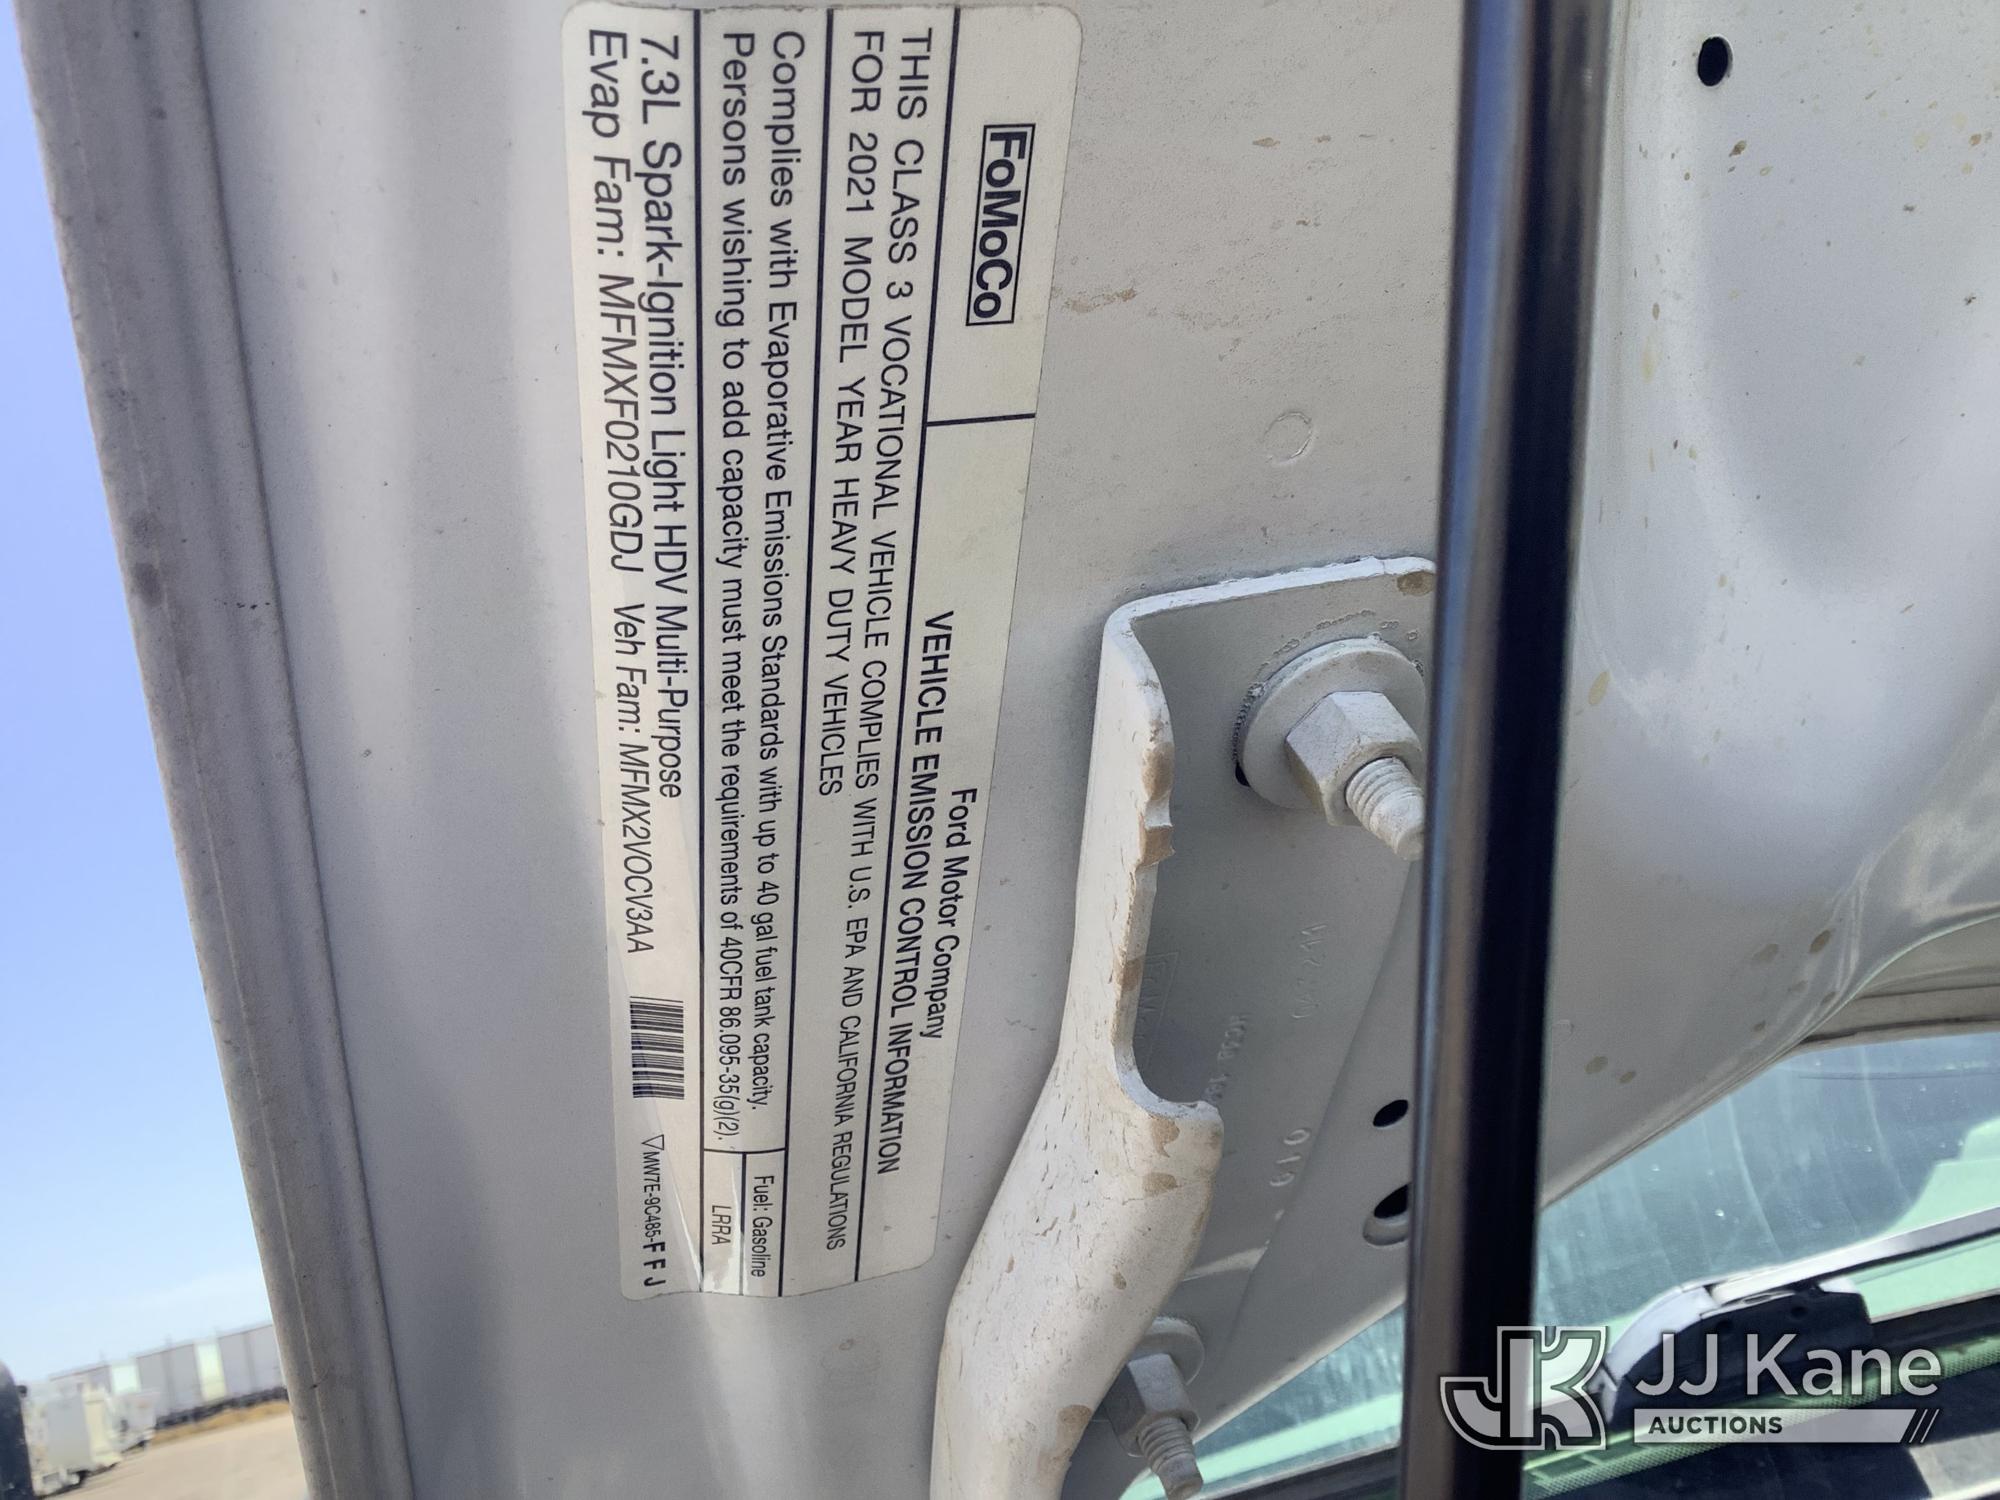 FoMoCo
Ford Motor Company
VEHICLE EMISSION CONTROL INFORMATION
THIS CLASS 3 VOCATIONAL VEHICLE COMPLIES WITH U.S. EPA AND CALIFORNIA REGULATIONS
FOR 2021 MODEL YEAR HEAVY DUTY VEHICLES
Complies with Evaporative Emissions Standards with up to 40 gal fuel tank capacity.
Persons wishing to add capacity must meet the requirements of 40CFR 86.095-35(g)(2).
Fuel: Gasoline
LRRA
7.3L Spark-Ignition Light HDV Multi-Purpose
Evap Fam: MFMXF0210GDJ Veh Fam: MFMX2VOCV3AA
MW7E-9C485-FFJ
JK
JJ Kane
AUCTIONS